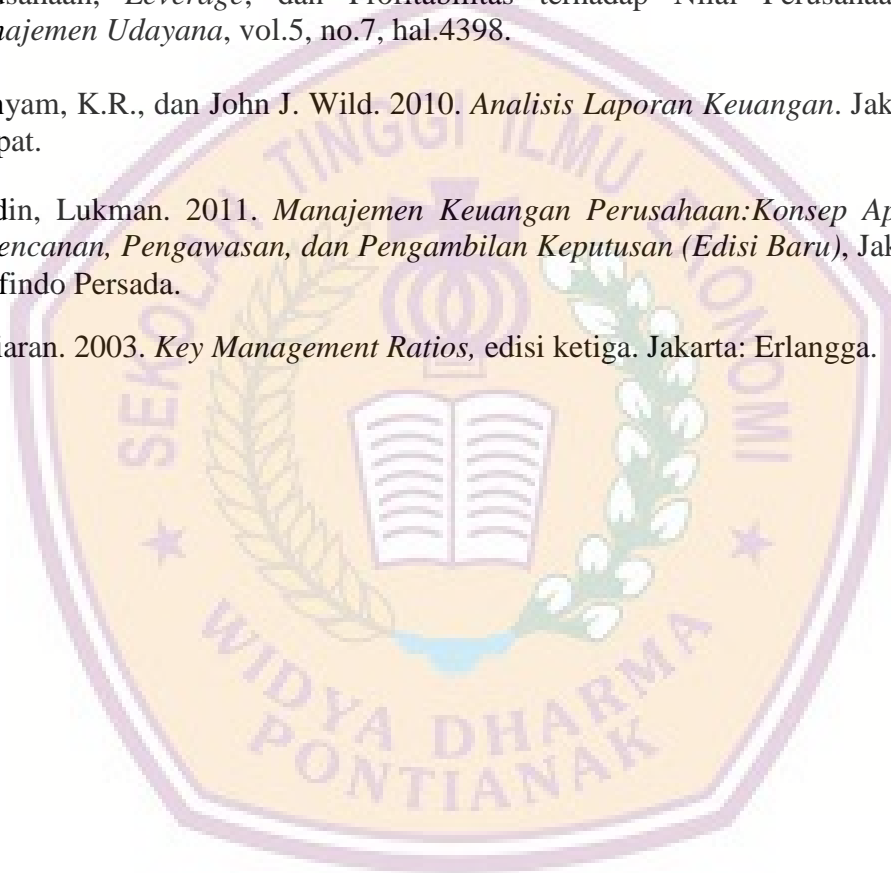 usahaan, Leverage, dan Profitabilitas terhadap Nilai Perusahaa
najemen Udayana, vol.5, no.7, hal.4398.
nyam, K.R., dan John J. Wild. 2010. Analisis Laporan Keuangan. Jak
pat.
din, Lukman. 2011. Manajemen Keuangan Perusahaan:Konsep Ap
encanan, Pengawasan, dan Pengambilan Keputusan (Edisi Baru), Jak
findo Persada.
iaran. 2003. Key Management Ratios, edisi ketiga. Jakarta: Erlangga.
SEKOLAH TINGGI ILMU EKONOMI
WIDYA DHARMA
PONTIANAK